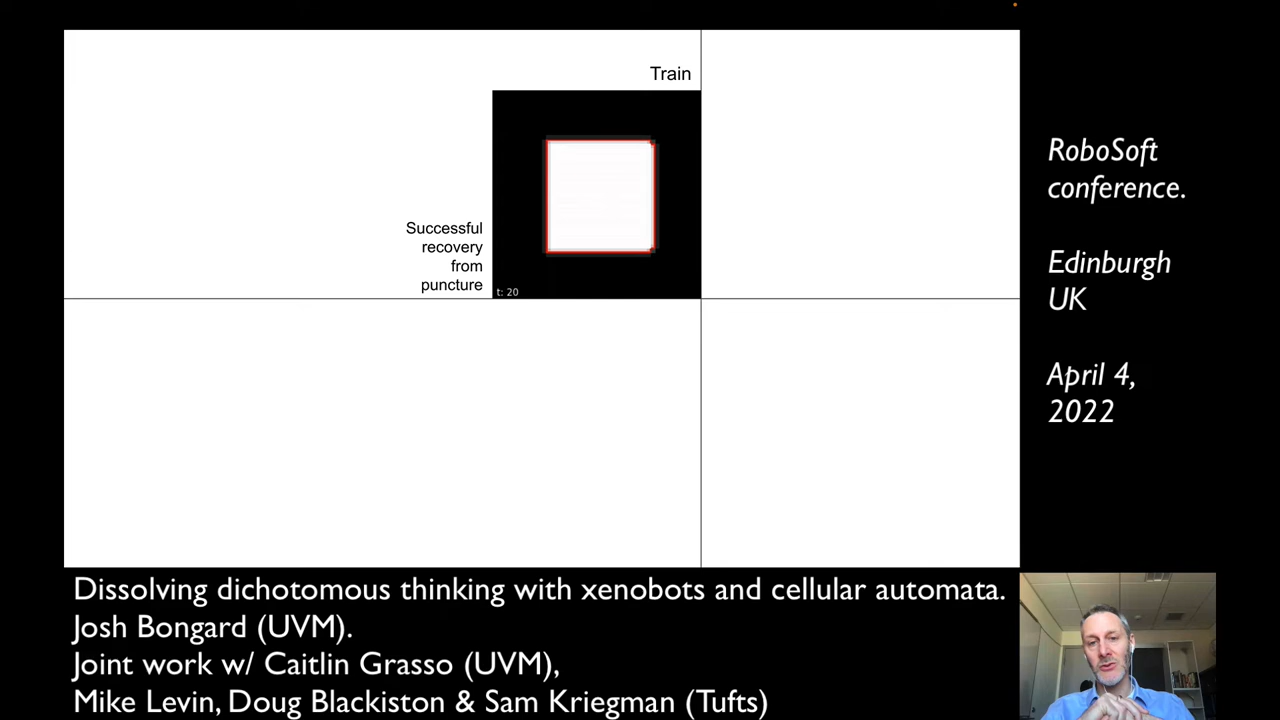 Train
Successful
recovery
from
puncture
t: 20
RoboSoft
conference.
Edinburgh
UK
April 4,
2022
Dissolving dichotomous thinking with xenobots and cellular automata.
Josh Bongard (UVM).
Joint work w/ Caitlin Grasso (UVM),
Mike Levin, Doug Blackiston & Sam Kriegman (Tufts)